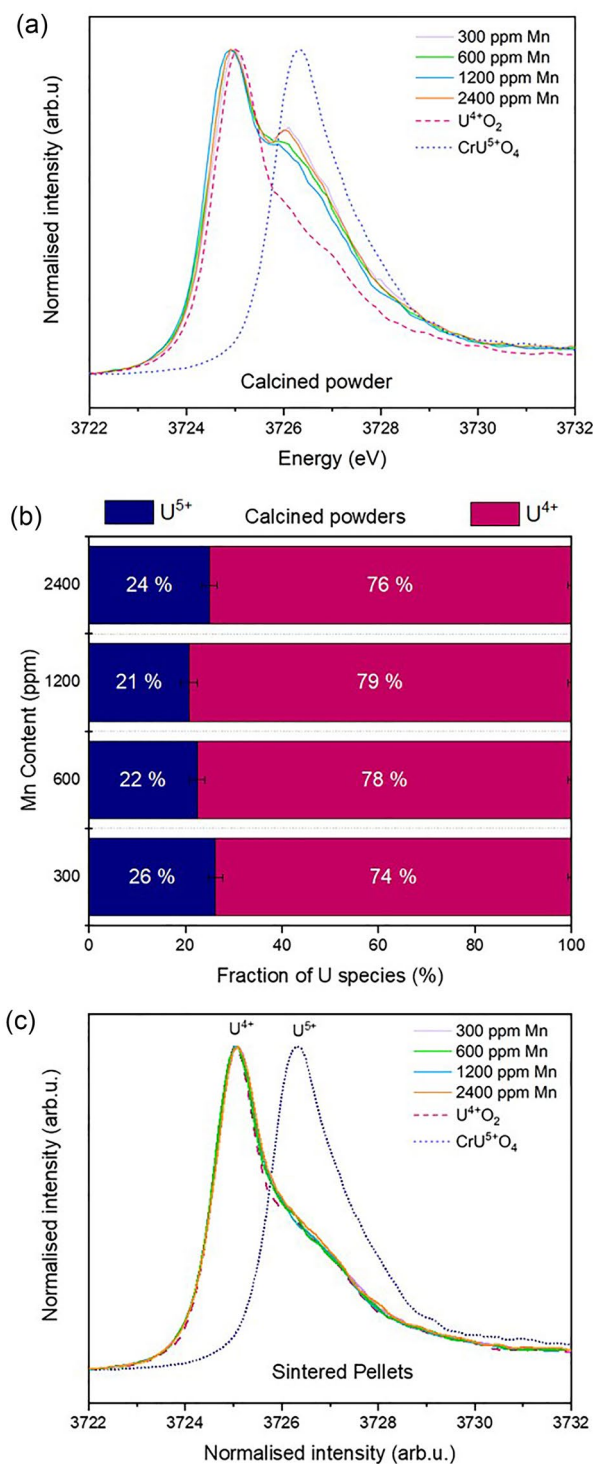 (a)
Normalised intensity (arb.u)
300 ppm Mn
600 ppm Mn
1200 ppm Mn
2400 ppm Mn
U⁴⁺O₂
CrU⁵⁺O₄
Calcined powder
3722 3724 3726 3728 3730 3732
Energy (eV)
(b)
U⁵⁺ Calcined powders U⁴⁺
Mn Content (ppm)
2400 24 % 76 %
1200 21 % 79 %
600 22 % 78 %
300 26 % 74 %
0 20 40 60 80 100
Fraction of U species (%)
(c)
Normalised intensity (arb.u.)
U⁴⁺ U⁵⁺
300 ppm Mn
600 ppm Mn
1200 ppm Mn
2400 ppm Mn
U⁴⁺O₂
CrU⁵⁺O₄
Sintered Pellets
3722 3724 3726 3728 3730 3732
Normalised intensity (arb.u.)